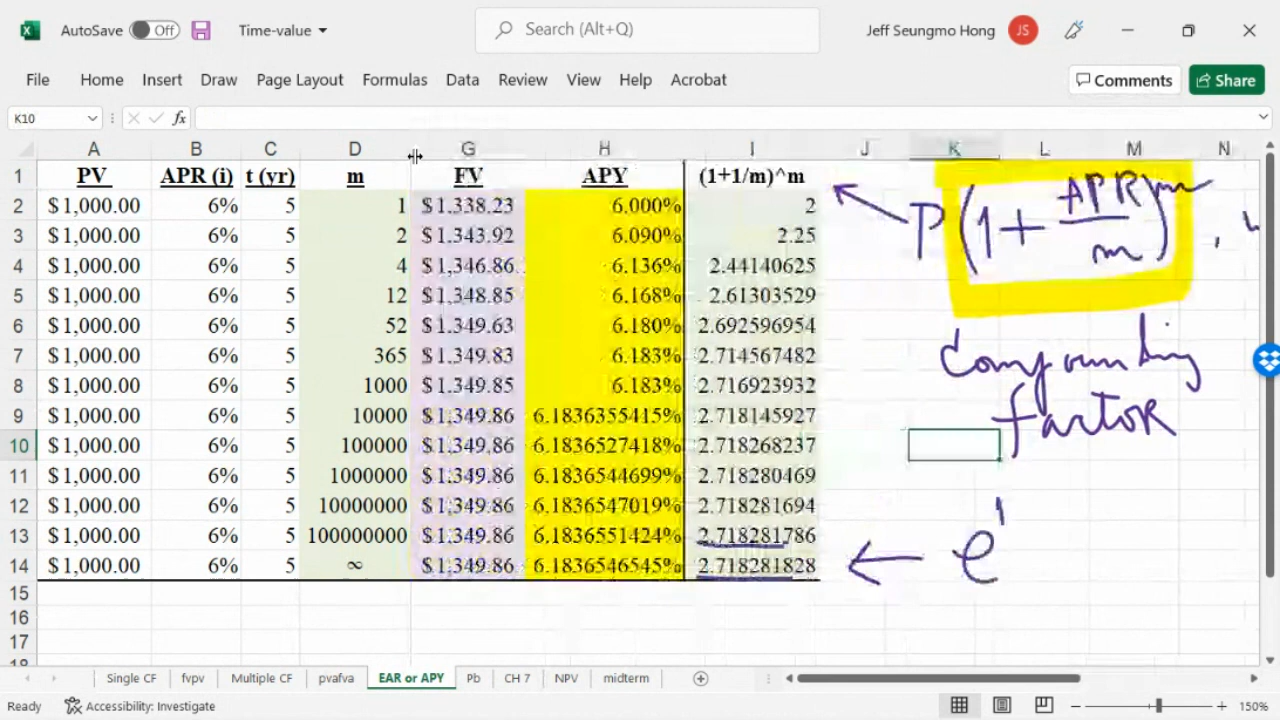 AutoSave Off Time-value Search (Alt+Q) Jeff Seungmo Hong JS
File Home Insert Draw Page Layout Formulas Data Review View Help Acrobat Comments Share
K10 fx
A B C D G H I J K L M N
1 PV APR (i) t (yr) m FV APY (1+1/m)^m
2 $1,000.00 6% 5 1 $1,338.23 6.000% 2
3 $1,000.00 6% 5 2 $1,343.92 6.090% 2.25
4 $1,000.00 6% 5 4 $1,346.86 6.136% 2.44140625
5 $1,000.00 6% 5 12 $1,348.85 6.168% 2.61303529
6 $1,000.00 6% 5 52 $1,349.63 6.180% 2.692596954
7 $1,000.00 6% 5 365 $1,349.83 6.183% 2.714567482
8 $1,000.00 6% 5 1000 $1,349.85 6.183% 2.716923932
9 $1,000.00 6% 5 10000 $1,349.86 6.1836355415% 2.718145927
10 $1,000.00 6% 5 100000 $1,349.86 6.1836527418% 2.718268237
11 $1,000.00 6% 5 1000000 $1,349.86 6.1836544699% 2.718280469
12 $1,000.00 6% 5 10000000 $1,349.86 6.1836547019% 2.718281694
13 $1,000.00 6% 5 100000000 $1,349.86 6.1836551424% 2.718281786
14 $1,000.00 6% 5 ∞ $1,349.86 6.1836546545% 2.718281828
15
16
17
18
P (1 + APR/m)^m ,
Compounding
factor
← e^1
Single CF fvpv Multiple CF pvafva EAR or APY Pb CH 7 NPV midterm
Ready Accessibility: Investigate 150%